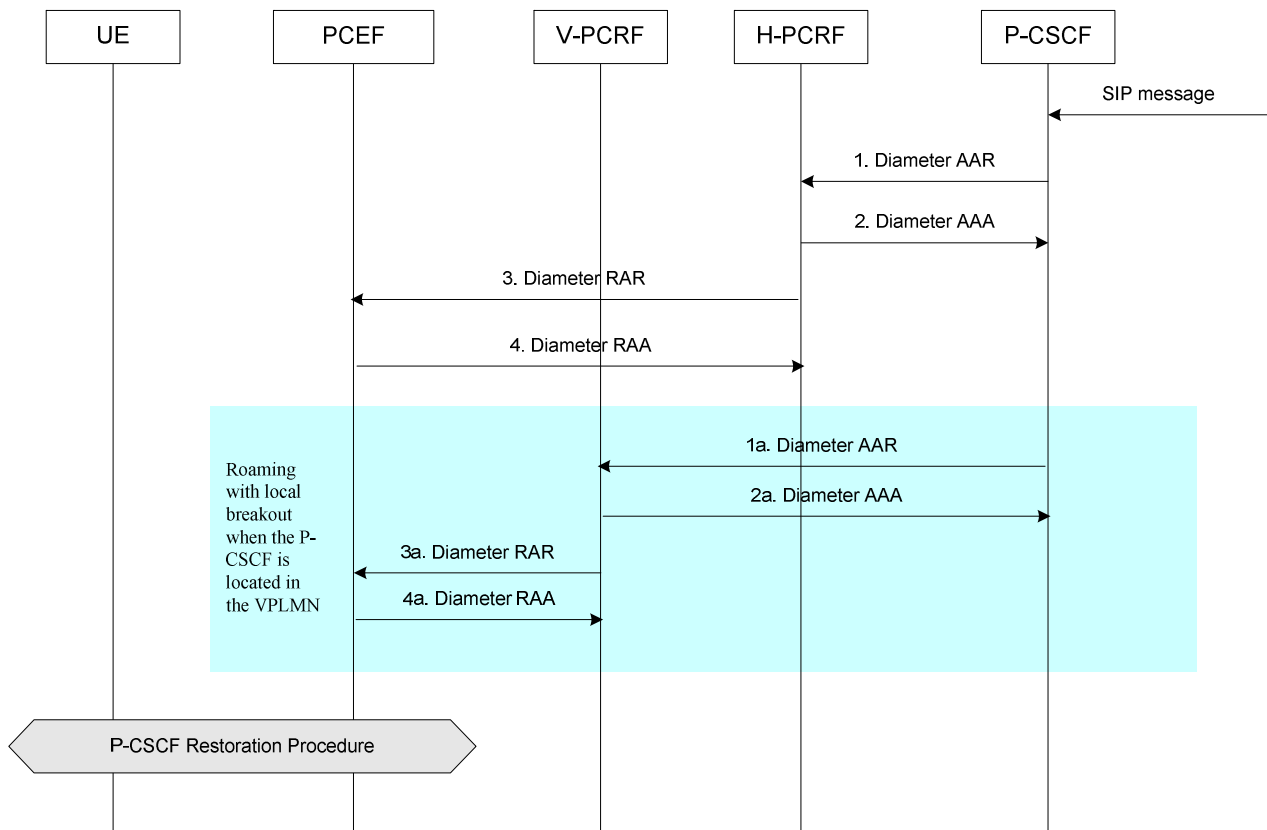 UE
PCEF
V-PCRF
H-PCRF
P-CSCF
SIP message
1. Diameter AAR
2. Diameter AAA
3. Diameter RAR
4. Diameter RAA
1a. Diameter AAR
2a. Diameter AAA
3a. Diameter RAR
4a. Diameter RAA
Roaming
with local
breakout
when the P-
CSCF is
located in
the VPLMN
P-CSCF Restoration Procedure